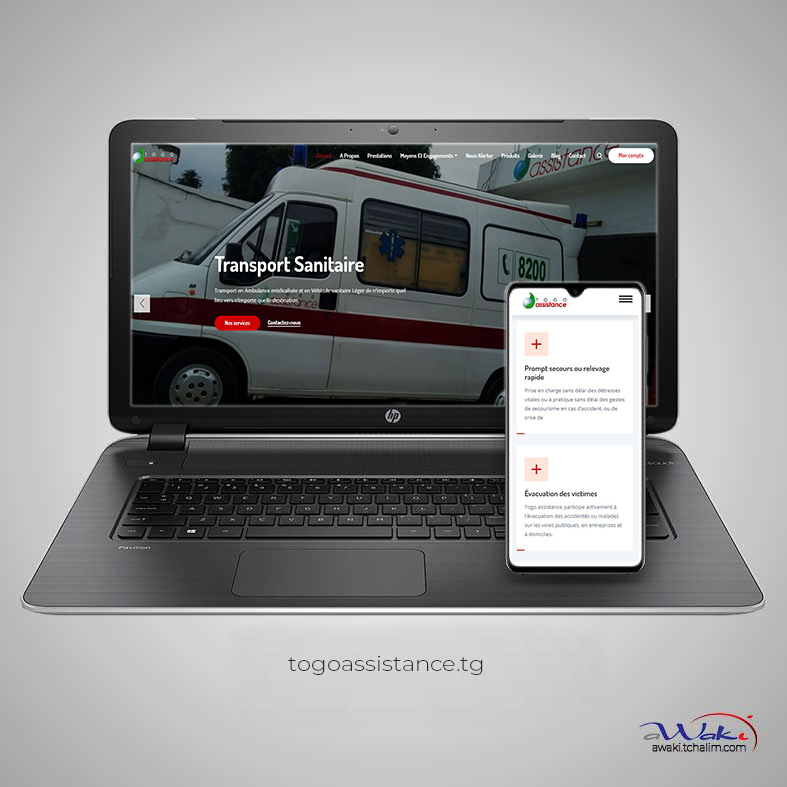 TOGO
assistance
Accueil A Propos Prestations Moyens Et Engagements Nous Alerter Produits Galerie Blog Contact Mon compte
assistance
8200
Transport Sanitaire
Transport en Ambulance médicalisée et en Véhicule sanitaire Léger de n'importe quel
lieu vers n'importe quelle destination.
Nos services Contactez-nous
hp
Pavilion
TOGO
assistance
Prompt secours ou relevage
rapide
Prise en charge sans délai des détresses
vitales ou à pratique sans délai des gestes
de secourisme en cas d'accident, ou de
crise de
Évacuation des victimes
Togo assistance participe activement à
l'évacuation des accidentés ou malades
sur les voies publiques, en entreprises et
à domiciles.
togoassistance.tg
aWaki
awaki.tchalim.com